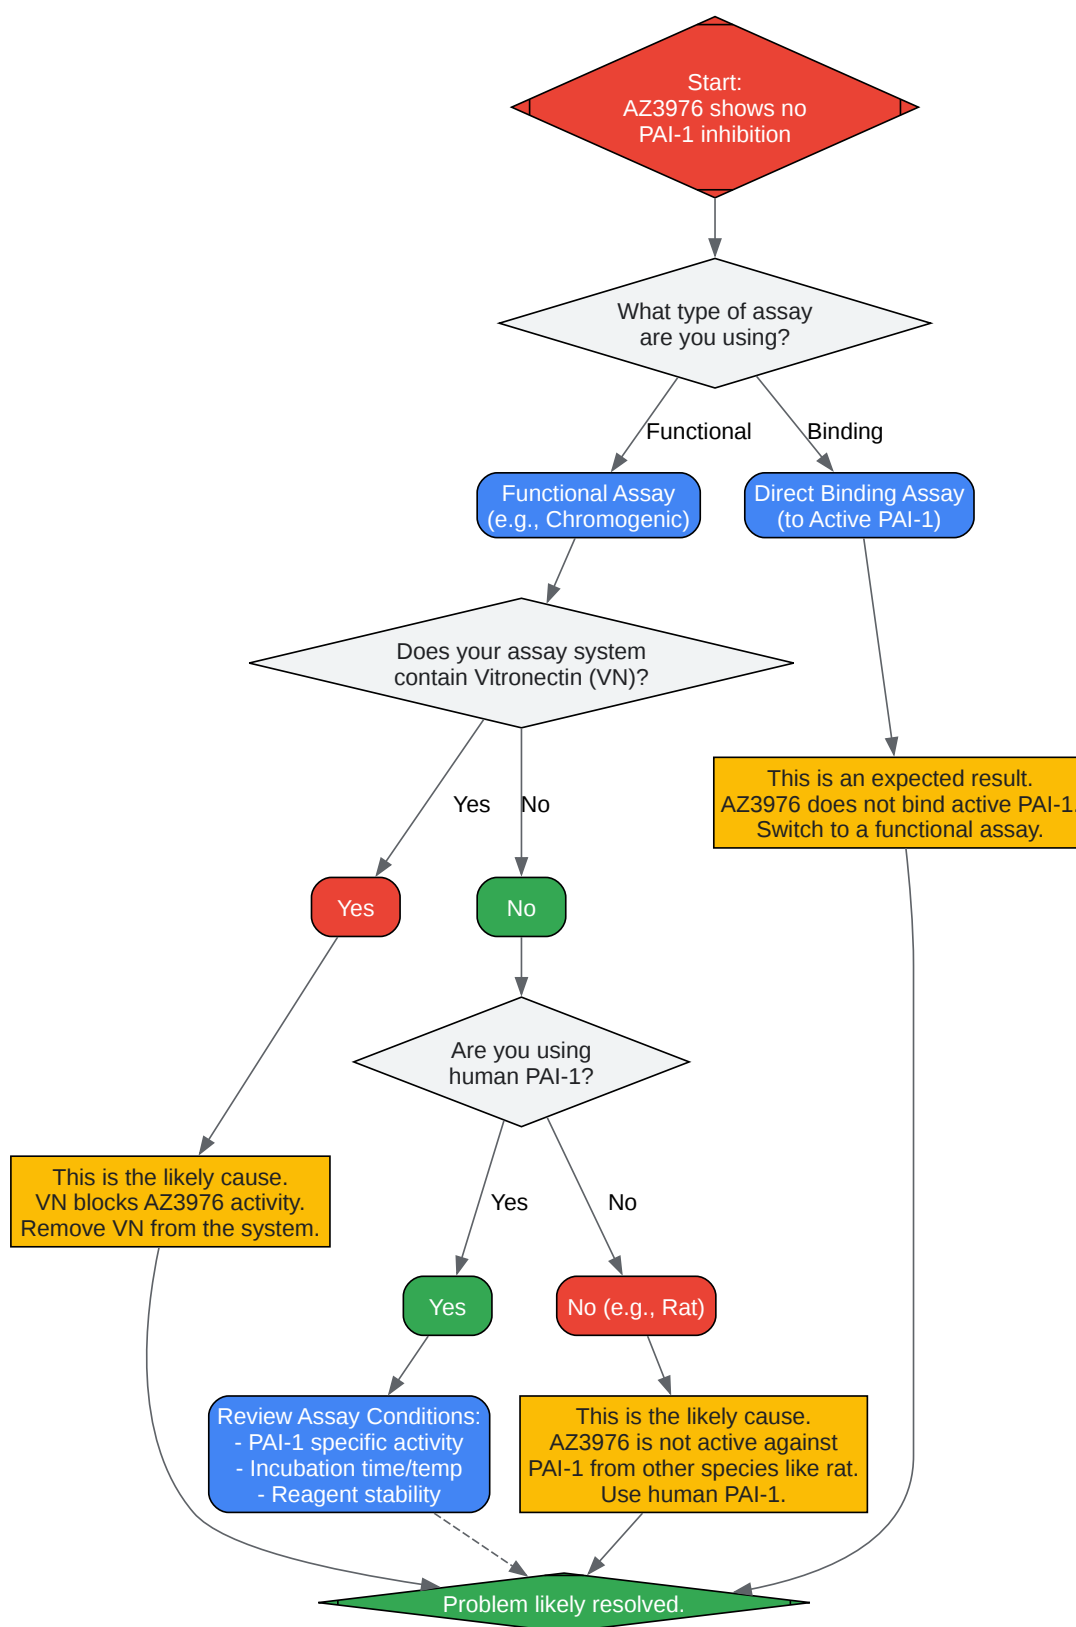 Start:
AZ3976 shows no
PAI-1 inhibition
What type of assay
are you using?
Functional
Binding
Functional Assay
(e.g., Chromogenic)
Direct Binding Assay
(to Active PAI-1)
Does your assay system
contain Vitronectin (VN)?
This is an expected result.
AZ3976 does not bind active PAI-1.
Switch to a functional assay.
Yes
No
Yes
No
Are you using
human PAI-1?
This is the likely cause.
VN blocks AZ3976 activity.
Remove VN from the system.
Yes
No
Yes
No (e.g., Rat)
Review Assay Conditions:
- PAI-1 specific activity
- Incubation time/temp
- Reagent stability
This is the likely cause.
AZ3976 is not active against
PAI-1 from other species like rat.
Use human PAI-1.
Problem likely resolved.